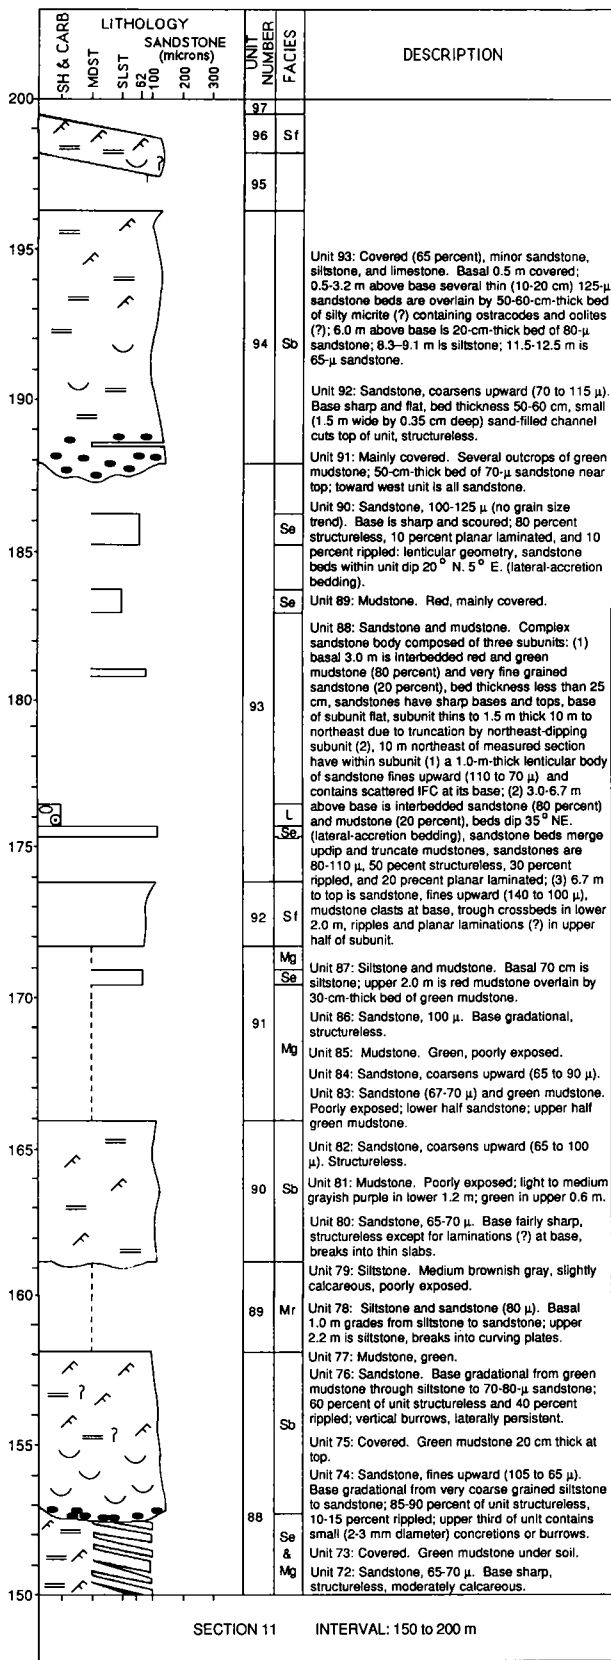 LITHOLOGY
SANDSTONE
(microns)
SH & CARB
MDST
SLST
62
100
200
300
UNIT NUMBER
FACIES
DESCRIPTION
200
97
96 Sf
?
95
195
94 Sb
190
Se
185
Se
180
93
L
Se
175
92 Sf
Mg
Se
170
91
Mg
165
90 Sb
160
89 Mr
?
Sb
155
?
88
Se
&
Mg
150
Unit 93: Covered (65 percent), minor sandstone,
siltstone, and limestone. Basal 0.5 m covered;
0.5-3.2 m above base several thin (10-20 cm) 125-µ
sandstone beds are overlain by 50-60-cm-thick bed
of silty micrite (?) containing ostracodes and oolites
(?); 6.0 m above base is 20-cm-thick bed of 80-µ
sandstone; 8.3–9.1 m is siltstone; 11.5-12.5 m is
65-µ sandstone.
Unit 92: Sandstone, coarsens upward (70 to 115 µ).
Base sharp and flat, bed thickness 50-60 cm, small
(1.5 m wide by 0.35 cm deep) sand-filled channel
cuts top of unit, structureless.
Unit 91: Mainly covered. Several outcrops of green
mudstone; 50-cm-thick bed of 70-µ sandstone near
top; toward west unit is all sandstone.
Unit 90: Sandstone, 100-125 µ (no grain size
trend). Base is sharp and scoured; 80 percent
structureless, 10 percent planar laminated, and 10
percent rippled: lenticular geometry, sandstone
beds within unit dip 20° N. 5° E. (lateral-accretion
bedding).
Unit 89: Mudstone. Red, mainly covered.
Unit 88: Sandstone and mudstone. Complex
sandstone body composed of three subunits: (1)
basal 3.0 m is interbedded red and green
mudstone (80 percent) and very fine grained
sandstone (20 percent), bed thickness less than 25
cm, sandstones have sharp bases and tops, base
of subunit flat, subunit thins to 1.5 m thick 10 m to
northeast due to truncation by northeast-dipping
subunit (2), 10 m northeast of measured section
have within subunit (1) a 1.0-m-thick lenticular body
of sandstone fines upward (110 to 70 µ) and
contains scattered IFC at its base; (2) 3.0-6.7 m
above base is interbedded sandstone (80 percent)
and mudstone (20 percent), beds dip 35° NE.
(lateral-accretion bedding), sandstone beds merge
updip and truncate mudstones, sandstones are
80-110 µ, 50 pecent structureless, 30 percent
rippled, and 20 precent planar laminated; (3) 6.7 m
to top is sandstone, fines upward (140 to 100 µ),
mudstone clasts at base, trough crossbeds in lower
2.0 m, ripples and planar laminations (?) in upper
half of subunit.
Unit 87: Siltstone and mudstone. Basal 70 cm is
siltstone; upper 2.0 m is red mudstone overlain by
30-cm-thick bed of green mudstone.
Unit 86: Sandstone, 100 µ. Base gradational,
structureless.
Unit 85: Mudstone. Green, poorly exposed.
Unit 84: Sandstone, coarsens upward (65 to 90 µ).
Unit 83: Sandstone (67-70 µ) and green mudstone.
Poorly exposed; lower half sandstone; upper half
green mudstone.
Unit 82: Sandstone, coarsens upward (65 to 100
µ). Structureless.
Unit 81: Mudstone. Poorly exposed; light to medium
grayish purple in lower 1.2 m; green in upper 0.6 m.
Unit 80: Sandstone, 65-70 µ. Base fairly sharp,
structureless except for laminations (?) at base,
breaks into thin slabs.
Unit 79: Siltstone. Medium brownish gray, slightly
calcareous, poorly exposed.
Unit 78: Siltstone and sandstone (80 µ). Basal
1.0 m grades from siltstone to sandstone; upper
2.2 m is siltstone, breaks into curving plates.
Unit 77: Mudstone, green.
Unit 76: Sandstone. Base gradational from green
mudstone through siltstone to 70-80-µ sandstone;
60 percent of unit structureless and 40 percent
rippled; vertical burrows, laterally persistent.
Unit 75: Covered. Green mudstone 20 cm thick at
top.
Unit 74: Sandstone, fines upward (105 to 65 µ).
Base gradational from very coarse grained siltstone
to sandstone; 85-90 percent of unit structureless,
10-15 percent rippled; upper third of unit contains
small (2-3 mm diameter) concretions or burrows.
Unit 73: Covered. Green mudstone under soil.
Unit 72: Sandstone, 65-70 µ. Base sharp,
structureless, moderately calcareous.
SECTION 11 INTERVAL: 150 to 200 m